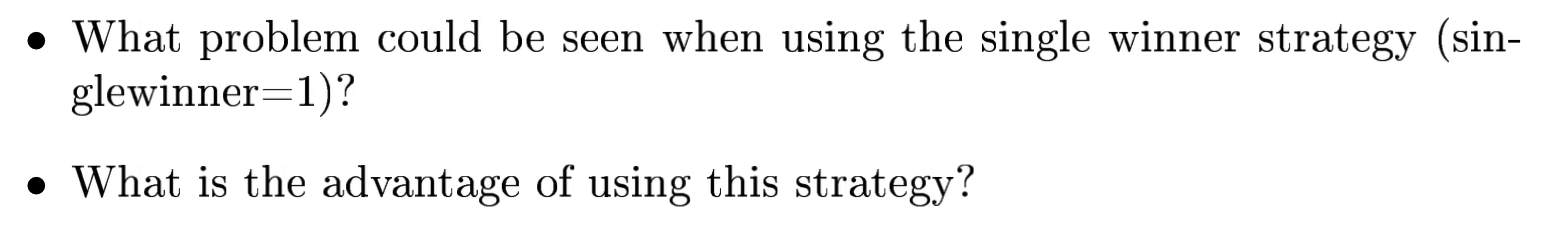 • What problem could be seen when using the single winner strategy (sin-
glewinner=1)?
• What is the advantage of using this strategy?